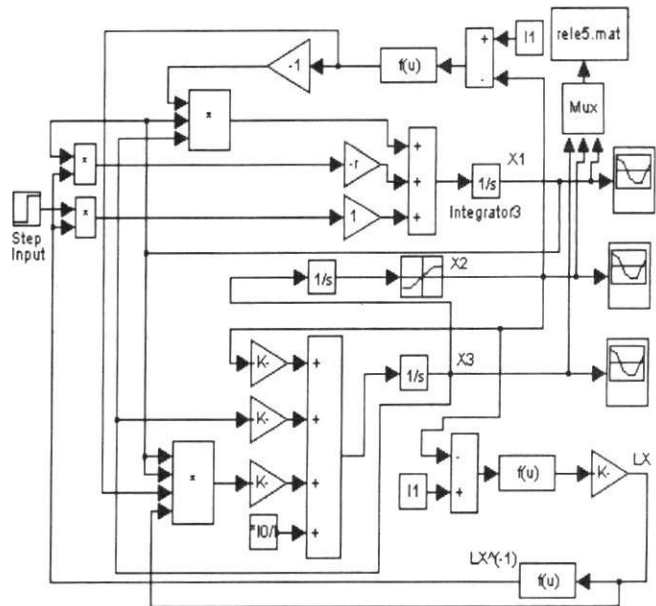 -1
f(u)
+
-
I1
rele5.mat
Mux
*
*
-r
+
+
+
1/s
X1
Integrator3
*
1
Step
Input
1/s
X2
K-
+
1/s
X3
K-
+
*
K-
+
-
+
I1
f(u)
K-
LX
*I0/I
+
LX^(-1)
f(u)